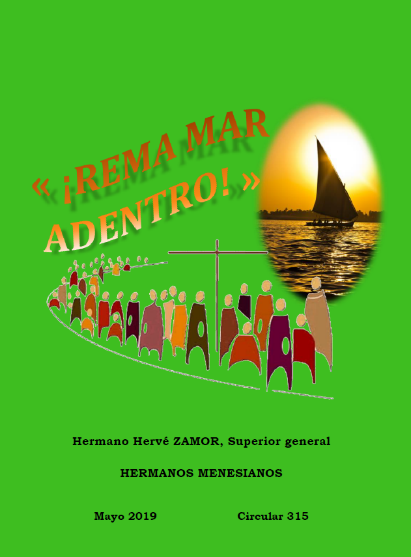 « ¡REMA MAR
ADENTRO! »
Hermano Hervé ZAMOR, Superior general
HERMANOS MENESIANOS
Mayo 2019 Circular 315